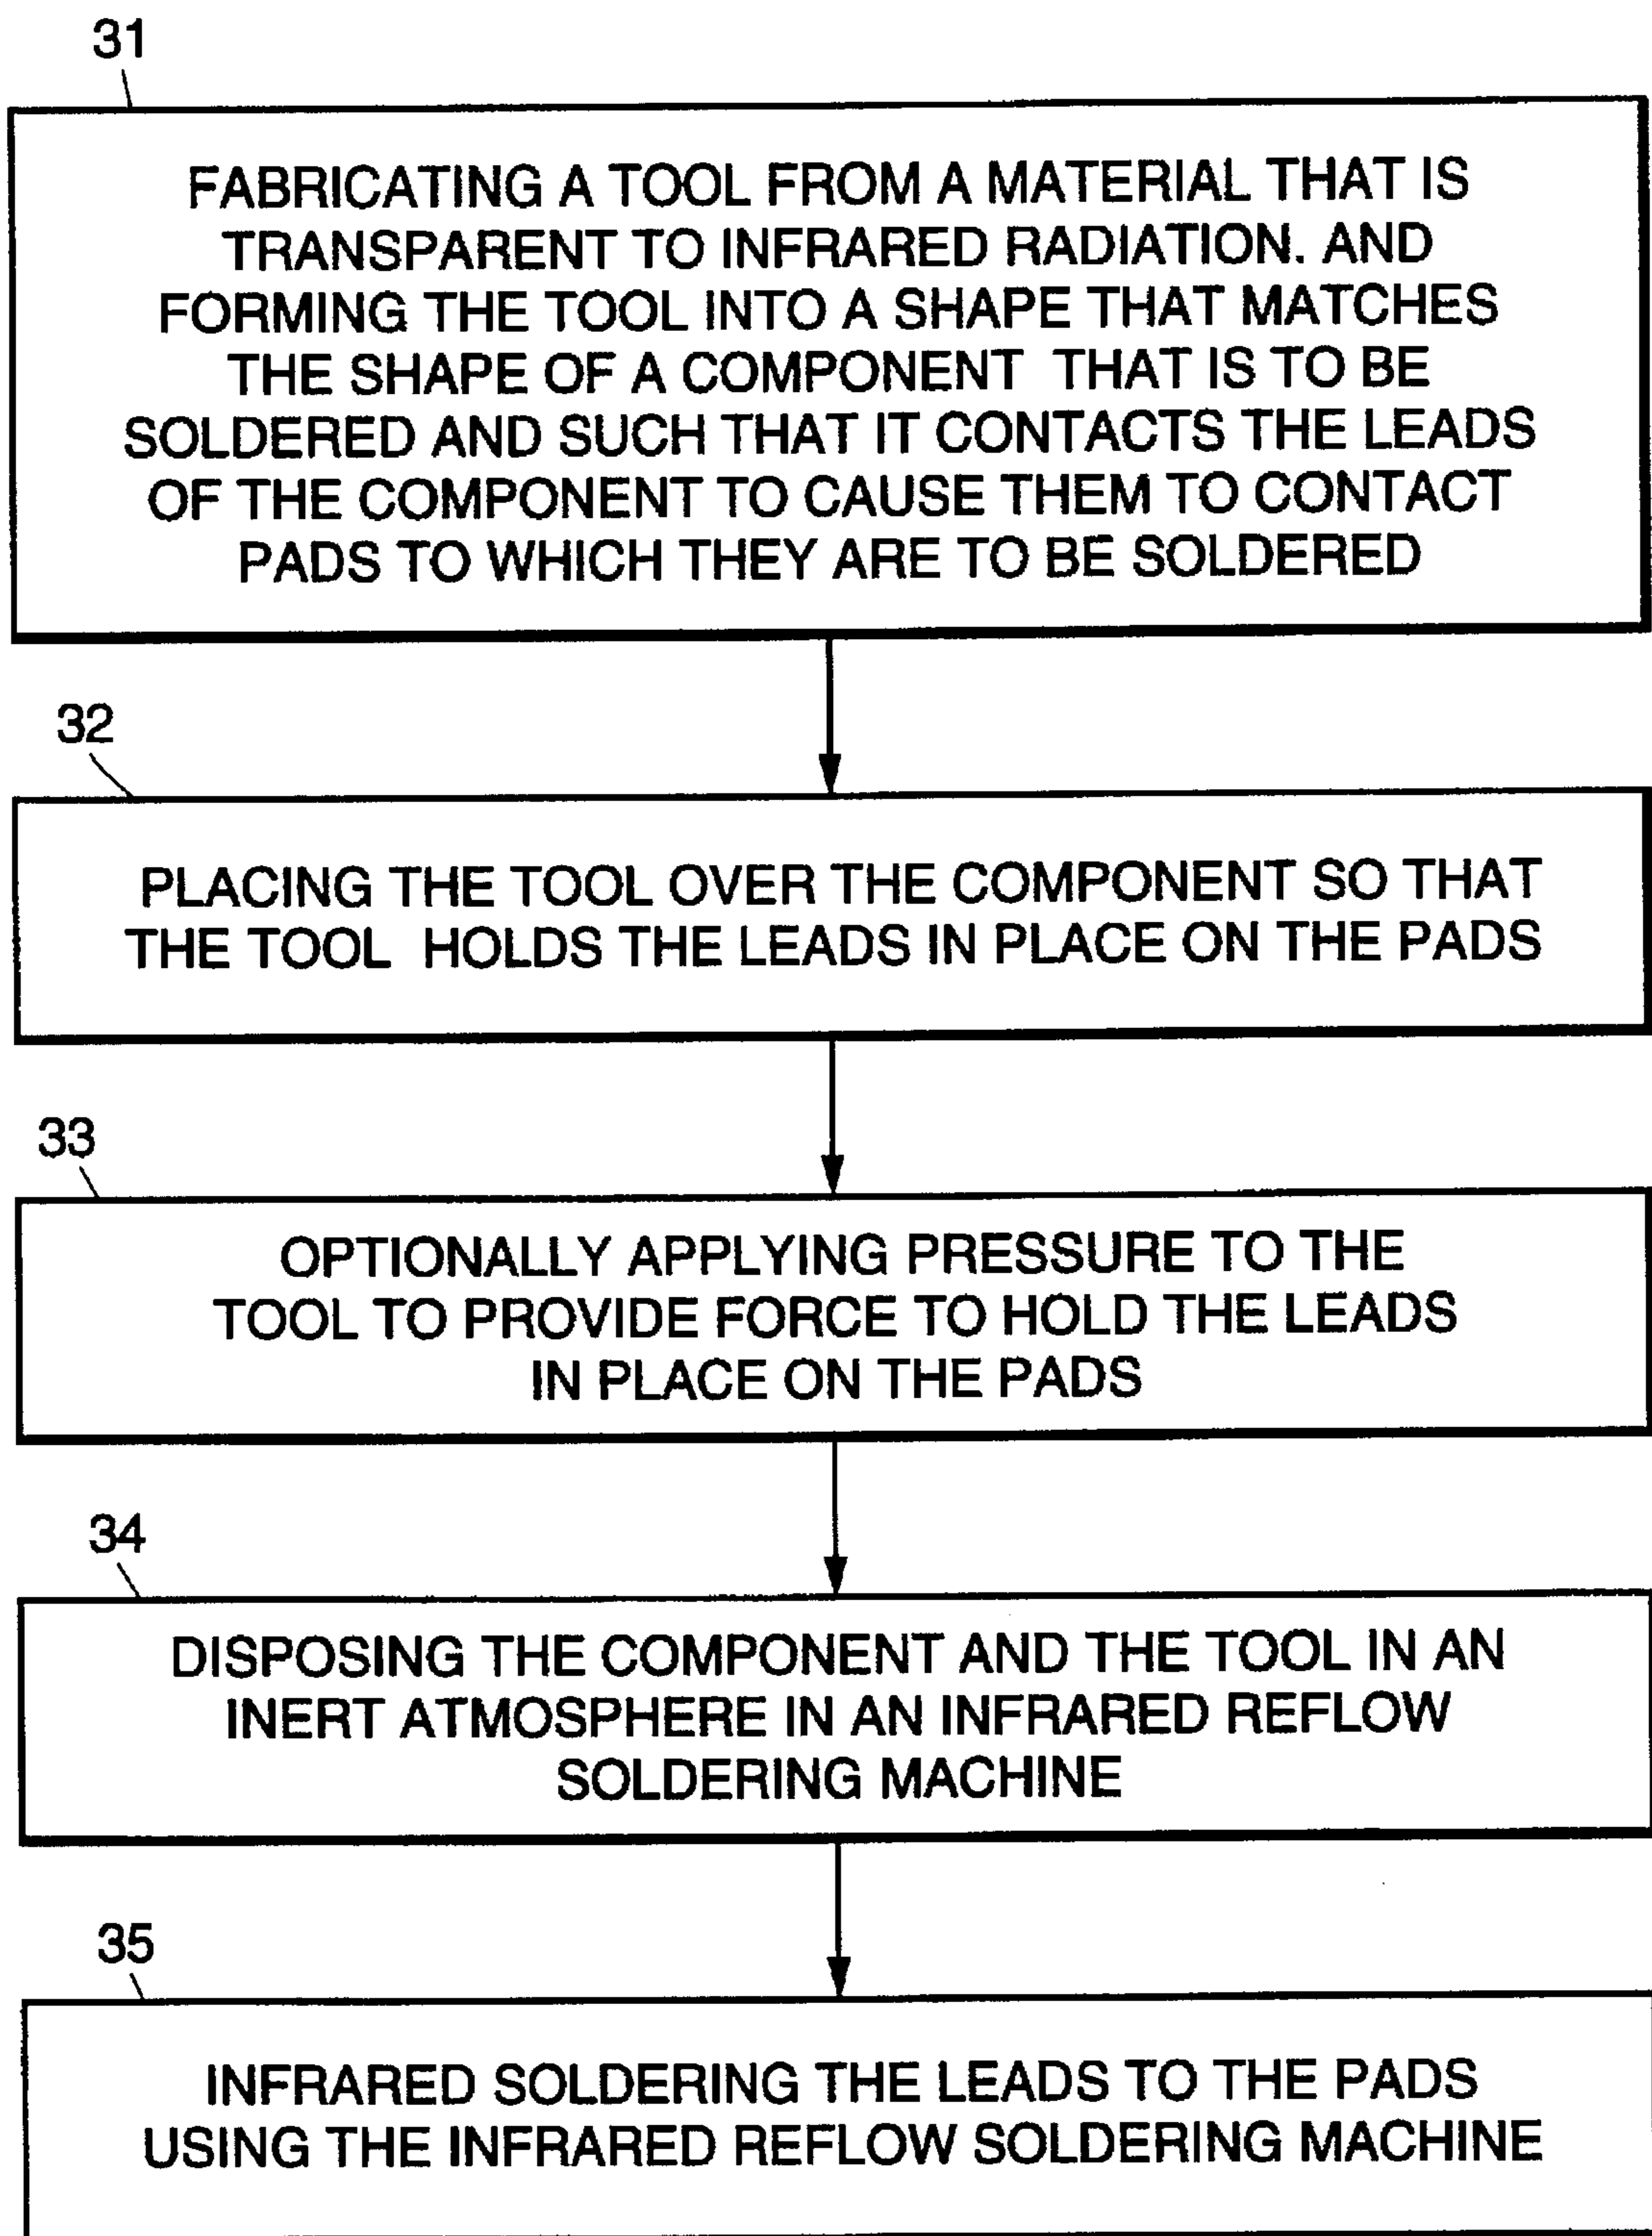 31
FABRICATING A TOOL FROM A MATERIAL THAT IS
TRANSPARENT TO INFRARED RADIATION. AND
FORMING THE TOOL INTO A SHAPE THAT MATCHES
THE SHAPE OF A COMPONENT THAT IS TO BE
SOLDERED AND SUCH THAT IT CONTACTS THE LEADS
OF THE COMPONENT TO CAUSE THEM TO CONTACT
PADS TO WHICH THEY ARE TO BE SOLDERED
32
PLACING THE TOOL OVER THE COMPONENT SO THAT
THE TOOL HOLDS THE LEADS IN PLACE ON THE PADS
33
OPTIONALLY APPLYING PRESSURE TO THE
TOOL TO PROVIDE FORCE TO HOLD THE LEADS
IN PLACE ON THE PADS
34
DISPOSING THE COMPONENT AND THE TOOL IN AN
INERT ATMOSPHERE IN AN INFRARED REFLOW
SOLDERING MACHINE
35
INFRARED SOLDERING THE LEADS TO THE PADS
USING THE INFRARED REFLOW SOLDERING MACHINE